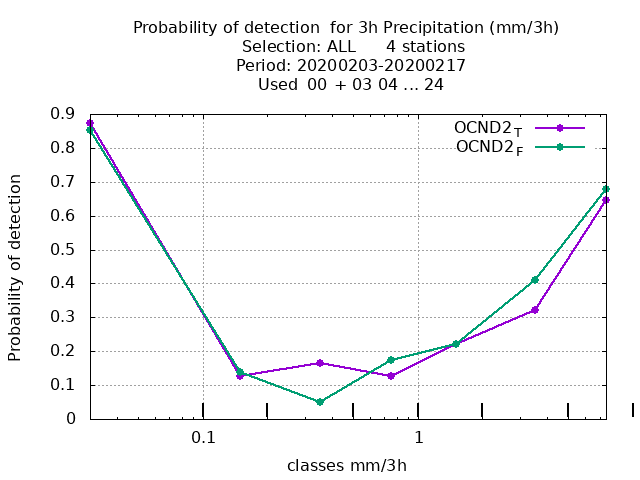 Probability of detection  for 3h Precipitation (mm/3h)
Selection: ALL      4 stations
Period: 20200203-20200217
Used  00  + 03 04 ... 24
OCND2T
OCND2F
0.9
0.8
0.7
0.6
0.5
0.4
0.3
0.2
0.1
0
Probability of detection
0.1 1
classes mm/3h